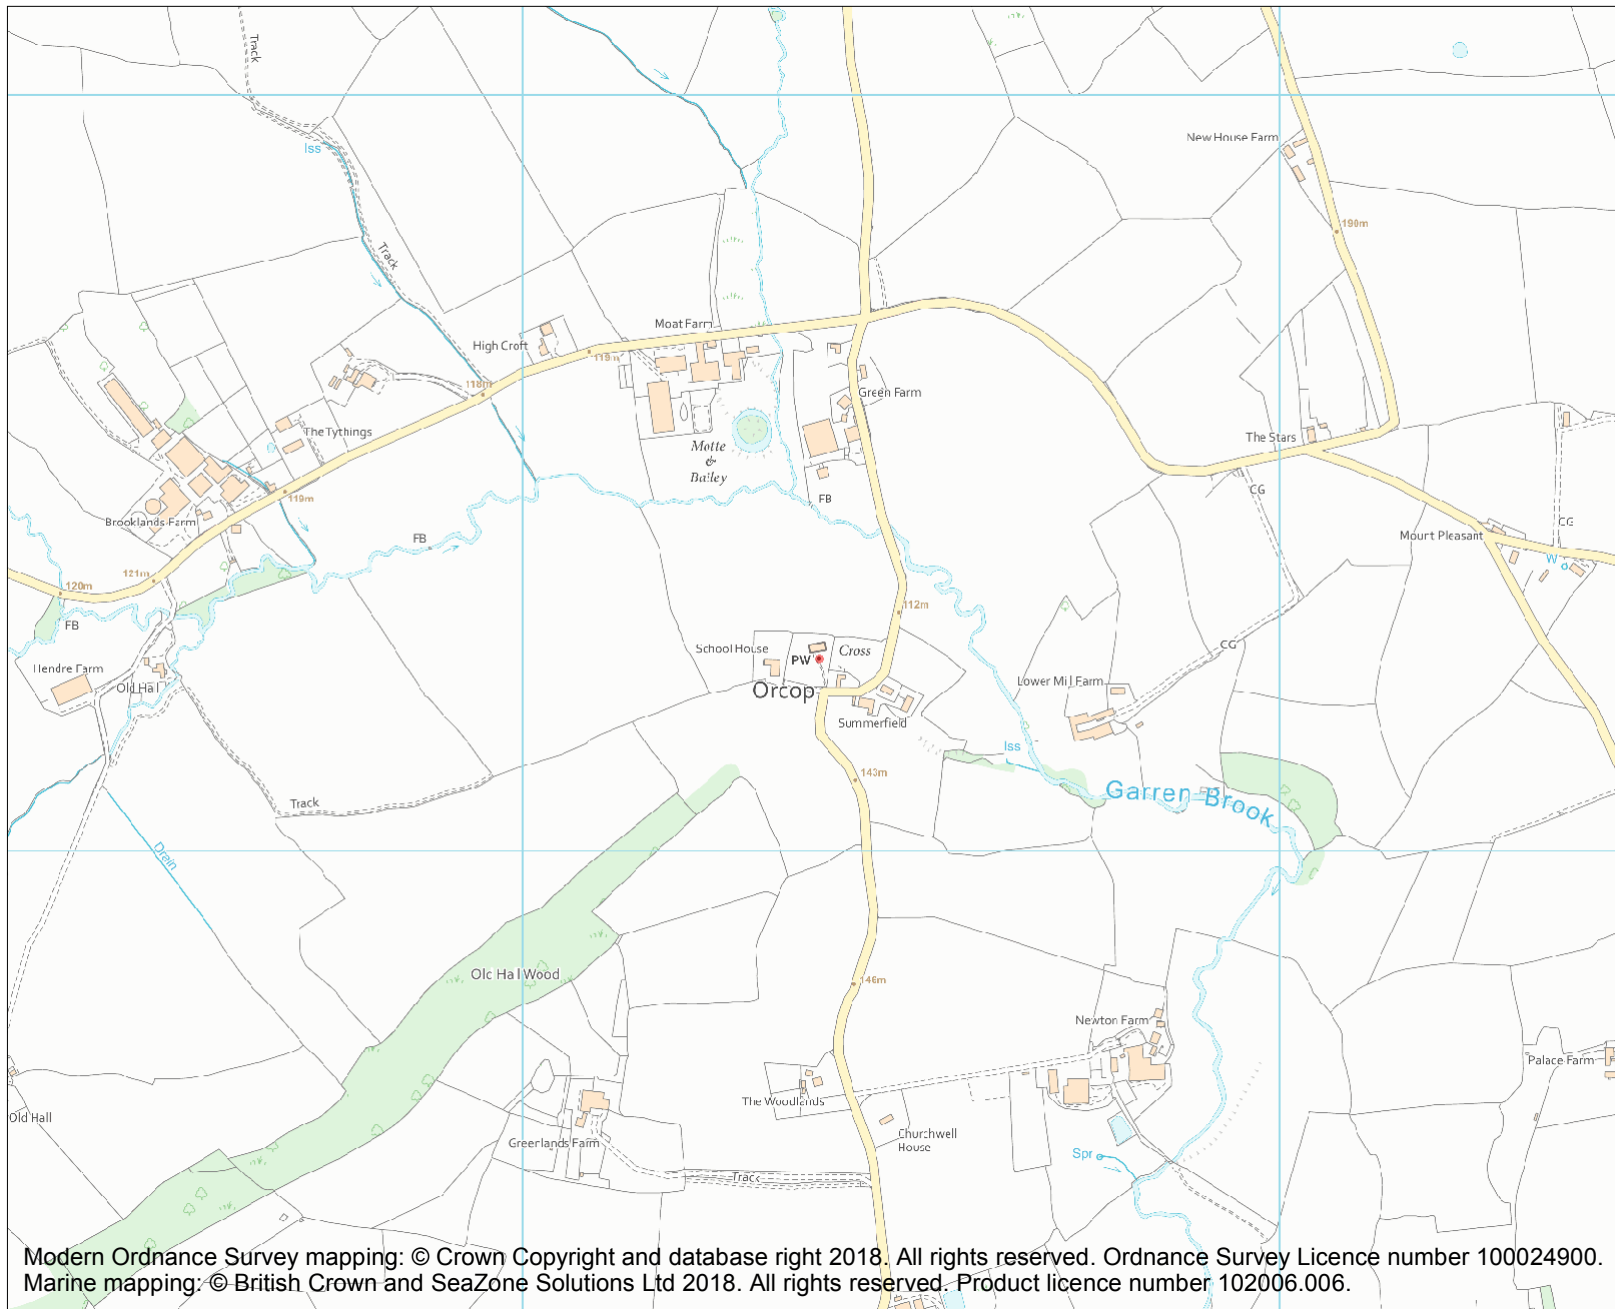 Track
Iss
New House Farm
190m
Track
Moat Farm
High Croft
119m
118m
Green Farm
The Tythings
The Stars
Motte
&
Bailey
CG
119m
FB
Brooklands Farm
CG
Mount Pleasant
FB
W
121m
120m
112m
FB
School House
Cross
PW
CG
Hendre Farm
Old Hall
Orcop
Lower Mill Farm
Summerfield
Iss
143m
Garren Brook
Track
Drain
Old Hall Wood
146m
Newton Farm
Palace Farm
The Woodlands
Old Hall
Churchwell
House
Greenlands Farm
Spr
Track
Modern Ordnance Survey mapping: © Crown Copyright and database right 2018. All rights reserved. Ordnance Survey Licence number 100024900.
Marine mapping: © British Crown and SeaZone Solutions Ltd 2018. All rights reserved. Product licence number 102006.006.